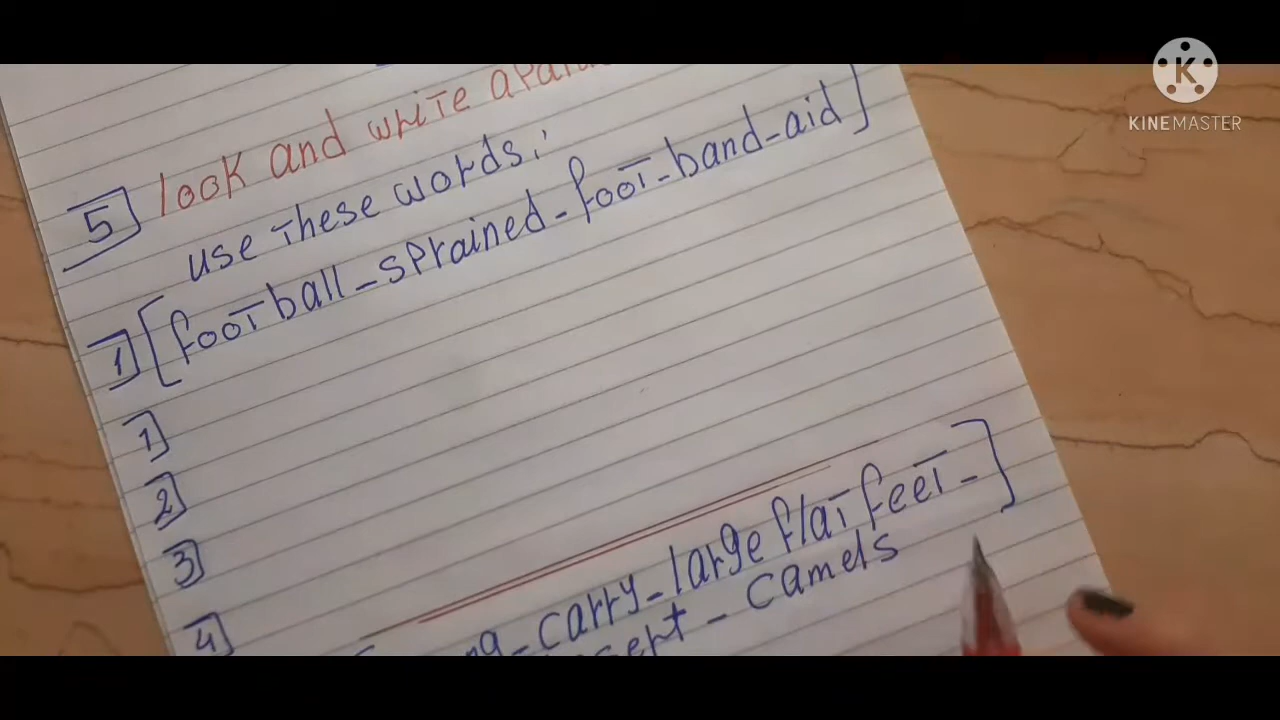 KINEMASTER
5 look and write
use these words:
1 [football - sprained - foot - band-aid]
1
2
3
4
carry - large flat feet - ]
- camels